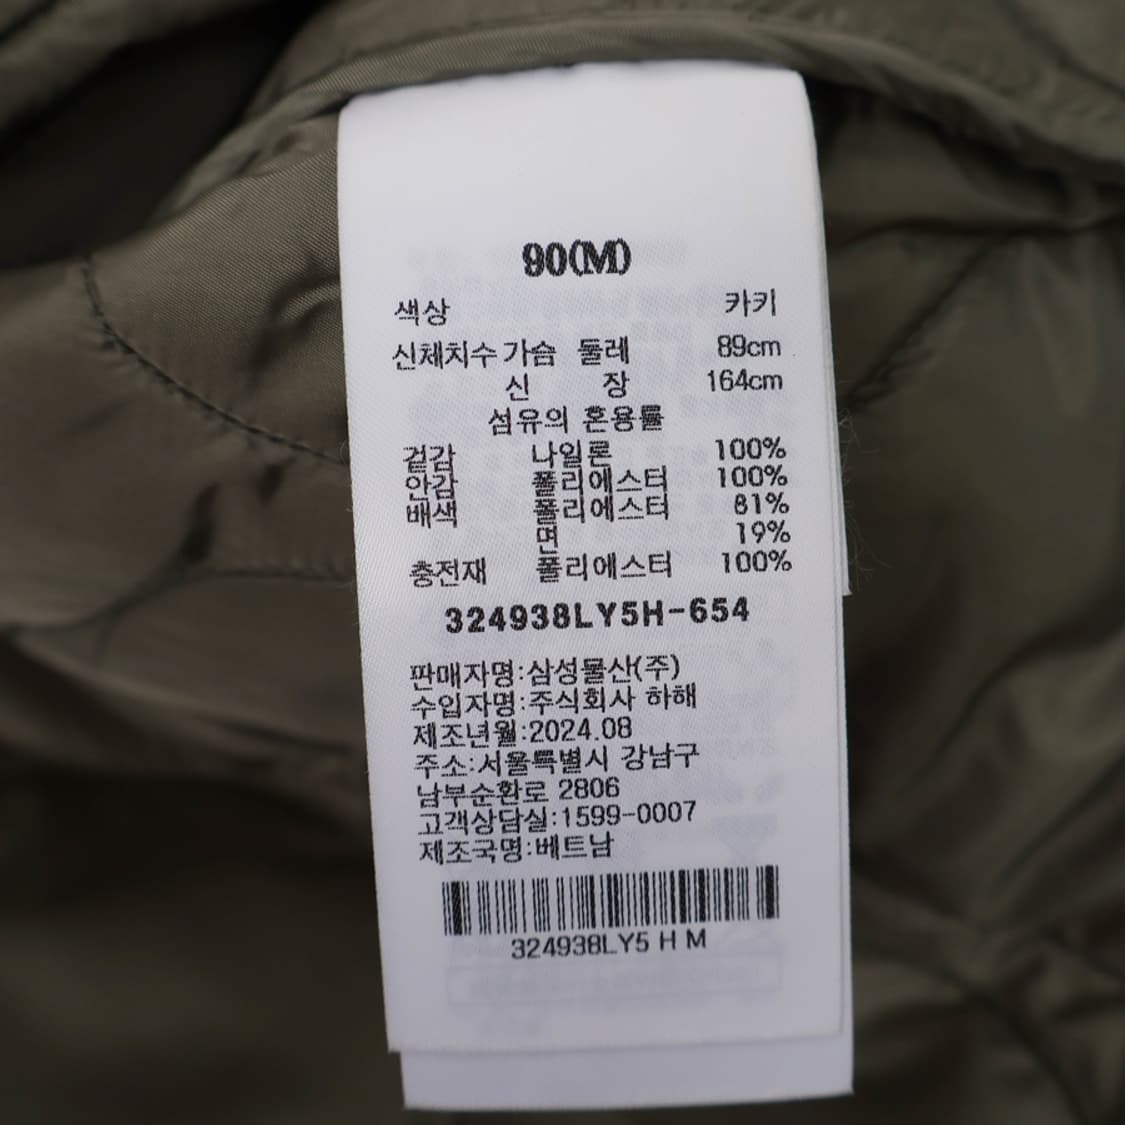 90(M)
색상 카키
신체치수 가슴 둘레 89cm
신 장 164cm
섬유의 혼용률
겉감 나일론 100%
안감 폴리에스터 100%
배색 폴리에스터 81%
면 19%
충전재 폴리에스터 100%
324938LY5H-654
판매자명:삼성물산(주)
수입자명:주식회사 하해
제조년월:2024.08
주소:서울특별시 강남구
남부순환로 2806
고객상담실:1599-0007
제조국명:베트남
324938LY5 H M